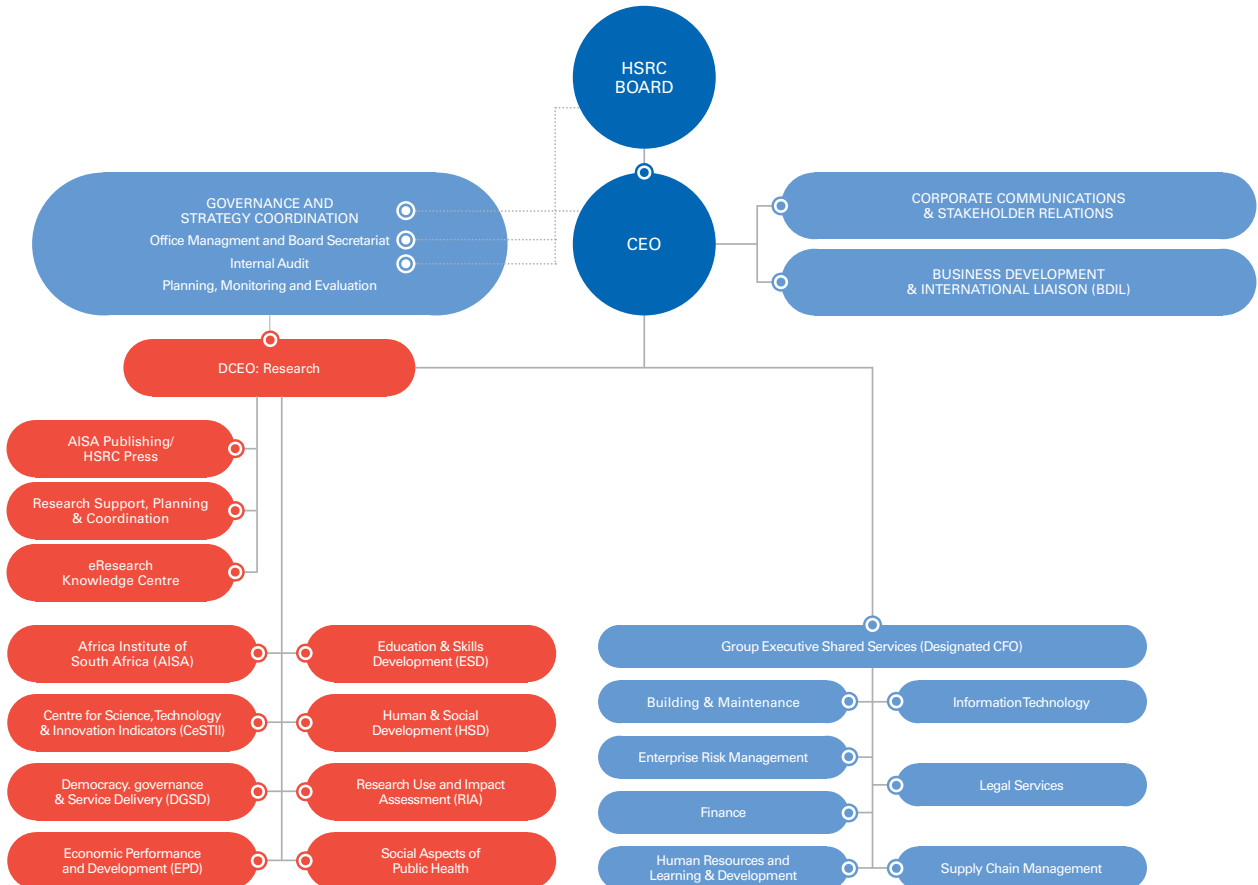 HSRC
BOARD
GOVERNANCE AND
STRATEGY COORDINATION
Office Managment and Board Secretariat
Internal Audit
Planning, Monitoring and Evaluation
CEO
CORPORATE COMMUNICATIONS
& STAKEHOLDER RELATIONS
BUSINESS DEVELOPMENT
& INTERNATIONAL LIAISON (BDIL)
DCEO: Research
AISA Publishing/
HSRC Press
Research Support, Planning
& Coordination
eResearch
Knowledge Centre
Africa Institute of
South Africa (AISA)
Education & Skills
Development (ESD)
Centre for Science, Technology
& Innovation Indicators (CeSTII)
Human & Social
Development (HSD)
Democracy. governance
& Service Delivery (DGSD)
Research Use and Impact
Assessment (RIA)
Economic Performance
and Development (EPD)
Social Aspects of
Public Health
Group Executive Shared Services (Designated CFO)
Building & Maintenance
Information Technology
Enterprise Risk Management
Legal Services
Finance
Human Resources and
Learning & Development
Supply Chain Management